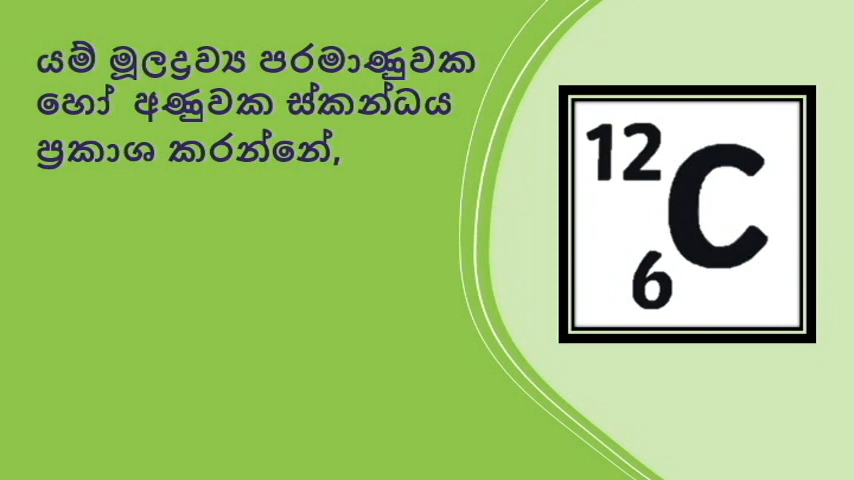 යම් මූලද්‍රව්‍ය පරමාණුවක
හෝ අණුවක ස්කන්ධය
ප්‍රකාශ කරන්නේ,
12
C
6